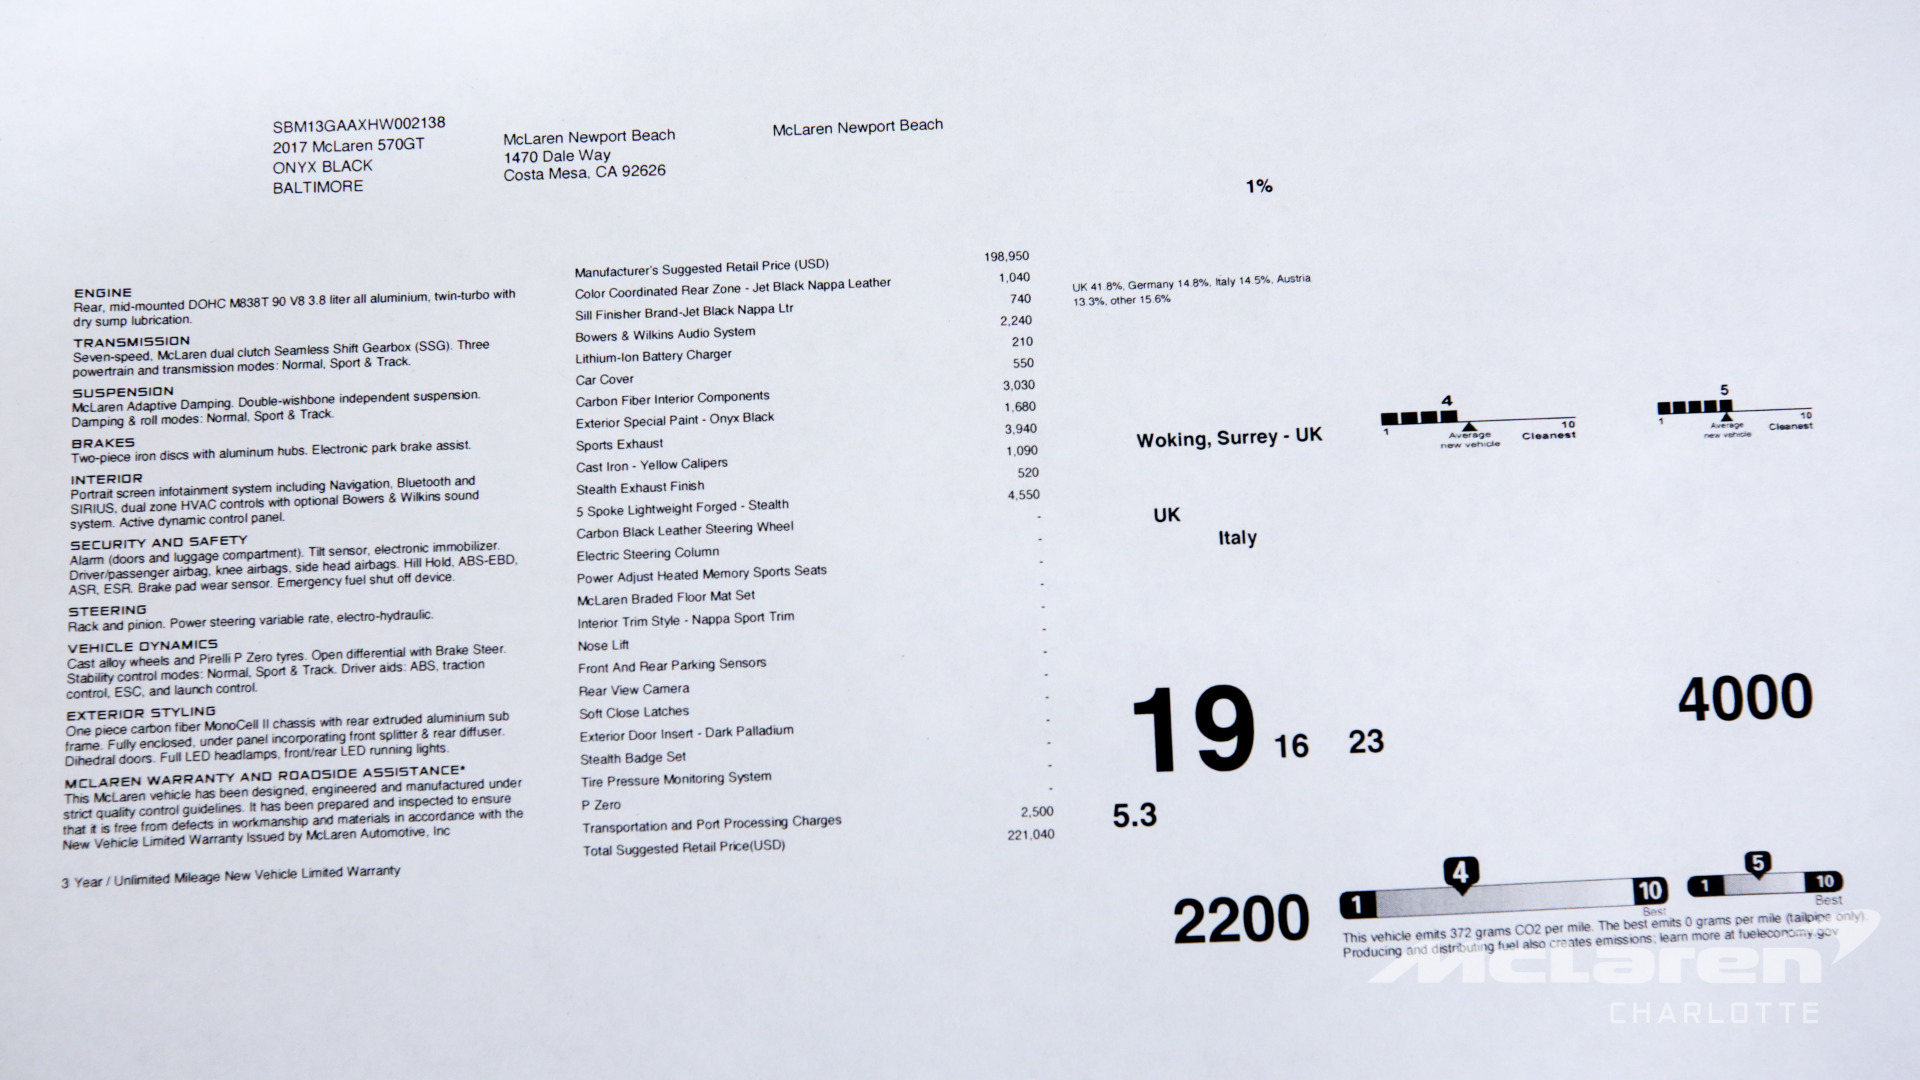 SBM13GAAXHW002138
2017 McLaren 570GT
ONYX BLACK
BALTIMORE
McLaren Newport Beach
1470 Dale Way
Costa Mesa, CA 92626
McLaren Newport Beach
1%
ENGINE
Rear, mid-mounted DOHC M838T 90 V8 3.8 liter all aluminium, twin-turbo with
dry sump lubrication.
TRANSMISSION
Seven-speed, McLaren dual clutch Seamless Shift Gearbox (SSG). Three
powertrain and transmission modes: Normal, Sport & Track.
SUSPENSION
McLaren Adaptive Damping. Double-wishbone independent suspension.
Damping & roll modes: Normal, Sport & Track.
BRAKES
Two-piece iron discs with aluminum hubs. Electronic park brake assist.
INTERIOR
Portrait screen infotainment system including Navigation, Bluetooth and
SIRIUS, dual zone HVAC controls with optional Bowers & Wilkins sound
system. Active dynamic control panel.
SECURITY AND SAFETY
Alarm (doors and luggage compartment). Tilt sensor, electronic immobilizer.
Driver/passenger airbag, knee airbags, side head airbags. Hill Hold, ABS-EBD,
ASR, ESR. Brake pad wear sensor. Emergency fuel shut off device.
STEERING
Rack and pinion. Power steering variable rate, electro-hydraulic.
VEHICLE DYNAMICS
Cast alloy wheels and Pirelli P Zero tyres. Open differential with Brake Steer.
Stability control modes: Normal, Sport & Track. Driver aids: ABS, traction
control, ESC, and launch control.
EXTERIOR STYLING
One piece carbon fiber MonoCell II chassis with rear extruded aluminium sub
frame. Fully enclosed, under panel incorporating front splitter & rear diffuser.
Dihedral doors. Full LED headlamps, front/rear LED running lights.
MCLAREN WARRANTY AND ROADSIDE ASSISTANCE*
This McLaren vehicle has been designed, engineered and manufactured under
strict quality control guidelines. It has been prepared and inspected to ensure
that it is free from defects in workmanship and materials in accordance with the
New Vehicle Limited Warranty Issued by McLaren Automotive, Inc
3 Year / Unlimited Mileage New Vehicle Limited Warranty
Manufacturer's Suggested Retail Price (USD) 198,950
Color Coordinated Rear Zone - Jet Black Nappa Leather 1,040
Sill Finisher Brand-Jet Black Nappa Ltr 740
Bowers & Wilkins Audio System 2,240
Lithium-Ion Battery Charger 210
Car Cover 550
Carbon Fiber Interior Components 3,030
Exterior Special Paint - Onyx Black 1,680
Sports Exhaust 3,940
Cast Iron - Yellow Calipers 1,090
Stealth Exhaust Finish 520
5 Spoke Lightweight Forged - Stealth 4,550
Carbon Black Leather Steering Wheel -
Electric Steering Column -
Power Adjust Heated Memory Sports Seats -
McLaren Braded Floor Mat Set -
Interior Trim Style - Nappa Sport Trim -
Nose Lift -
Front And Rear Parking Sensors -
Rear View Camera -
Soft Close Latches -
Exterior Door Insert - Dark Palladium -
Stealth Badge Set -
Tire Pressure Monitoring System -
P Zero -
Transportation and Port Processing Charges 2,500
Total Suggested Retail Price(USD) 221,040
UK 41.8%, Germany 14.8%, Italy 14.5%, Austria
13.3%, other 15.6%
Woking, Surrey - UK
4
1 10
Average
new vehicle
Cleanest
5
1 10
Average
new vehicle
Cleanest
UK
Italy
19 16 23
4000
5.3
2200
1 4 10
Best
1 5 10
Best
This vehicle emits 372 grams CO2 per mile. The best emits 0 grams per mile (tailpipe only).
Producing and distributing fuel also creates emissions; learn more at fueleconomy.gov
McLaren
CHARLOTTE